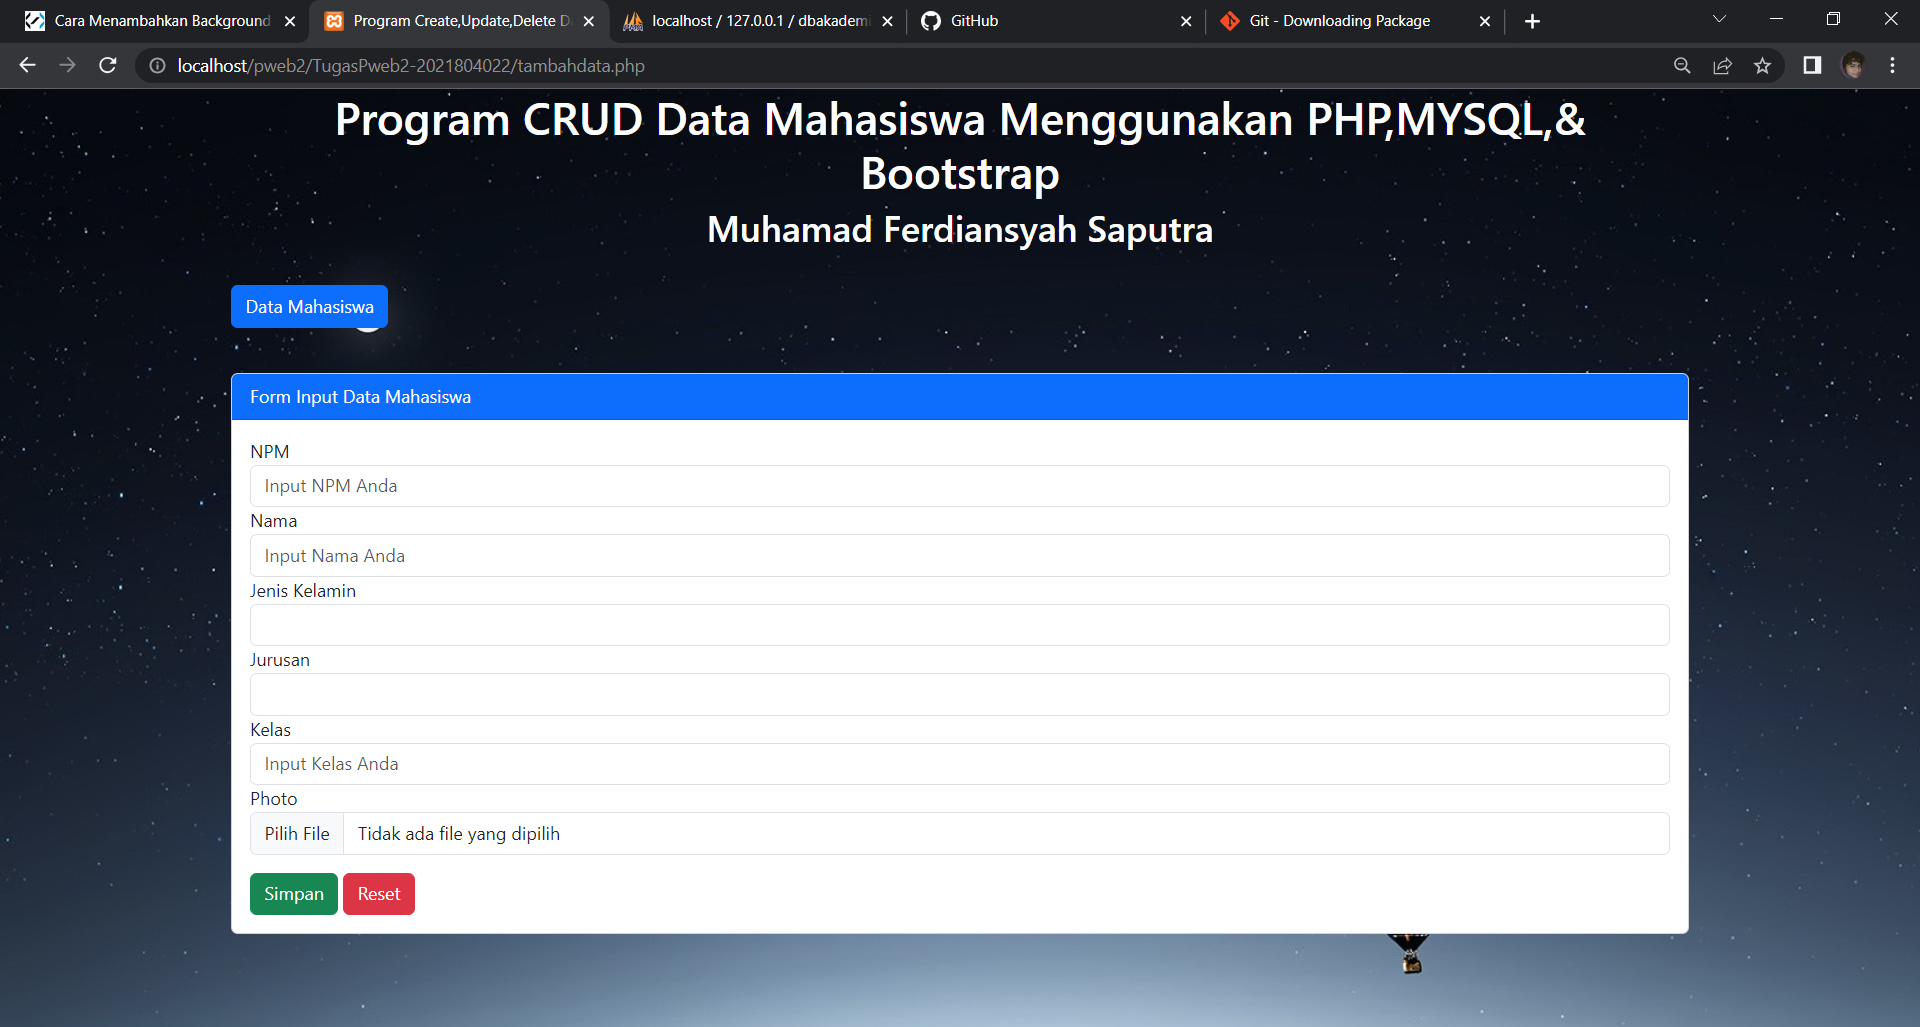 Cara Menambahkan Background
Program Create,Update,Delete D
localhost / 127.0.0.1 / dbakademi
GitHub
Git - Downloading Package
localhost/pweb2/TugasPweb2-2021804022/tambahdata.php
Program CRUD Data Mahasiswa Menggunakan PHP,MYSQL,&
Bootstrap
Muhamad Ferdiansyah Saputra
Data Mahasiswa
Form Input Data Mahasiswa
NPM
Input NPM Anda
Nama
Input Nama Anda
Jenis Kelamin
Jurusan
Kelas
Input Kelas Anda
Photo
Pilih File Tidak ada file yang dipilih
Simpan Reset